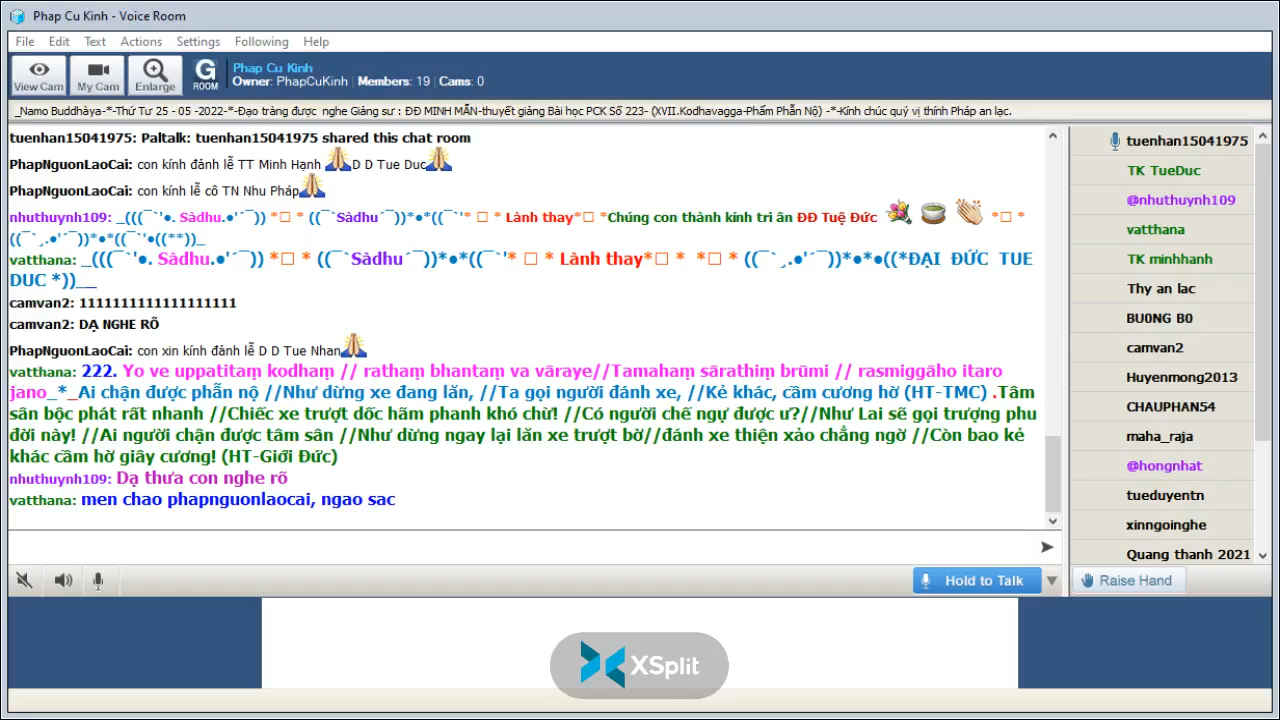 Phap Cu Kinh - Voice Room
File Edit Text Actions Settings Following Help
View Cam My Cam Enlarge G ROOM
Phap Cu Kinh
Owner: PhapCuKinh | Members: 19 | Cams: 0
_Namo Buddhàya-*-Thứ Tư 25 - 05 -2022-*-Đạo tràng được nghe Giảng sư : ĐĐ MINH MẪN-thuyết giảng Bài học PCK Số 223- (XVII.Kodhavagga-Phẩm Phẫn Nộ) -*-Kính chúc quý vị thính Pháp an lạc.
tuenhan15041975: Paltalk: tuenhan15041975 shared this chat room
PhapNguonLaoCai: con kính đảnh lễ TT Minh Hạnh 🙏D D Tue Duc🙏
PhapNguonLaoCai: con kính lễ cô TN Nhu Pháp🙏
nhuthuynh109: _(((¯`'●. Sàdhu.●'´¯)) *□ * ((¯`Sàdhu´¯))*●*((¯`'* □ * Lành thay*□ *Chúng con thành kính tri ân ĐĐ Tuệ Đức 💐 🍵 👏 *□ *
((¯`¸.●'´¯))*●*((¯`'●((**))_
vatthana: _(((¯`'●. Sàdhu.●'´¯)) *□ * ((¯`Sàdhu´¯))*●*((¯`'* □ * Lành thay*□ * *□ * ((¯`¸.●'´¯))*●*●((*ĐẠI ĐỨC TUE
DUC *))__
camvan2: 1111111111111111111
camvan2: DẠ NGHE RÕ
PhapNguonLaoCai: con xin kính đảnh lễ D D Tue Nhan🙏
vatthana: 222. Yo ve uppatitaṃ kodhaṃ // rathaṃ bhantaṃ va vāraye//Tamahaṃ sārathiṃ brūmi // rasmiggāho itaro
jano_*_Ai chận được phẫn nộ //Như dừng xe đang lăn, //Ta gọi người đánh xe, //Kẻ khác, cầm cương hờ (HT-TMC) .Tâm
sân bộc phát rất nhanh //Chiếc xe trượt dốc hãm phanh khó chừ! //Có người chế ngự được ư?//Như Lai sẽ gọi trượng phu
đời này! //Ai người chận được tâm sân //Như dừng ngay lại lăn xe trượt bờ//đánh xe thiện xảo chẳng ngờ //Còn bao kẻ
khác cầm hờ giây cương! (HT-Giới Đức)
nhuthuynh109: Dạ thưa con nghe rõ
vatthana: men chao phapnguonlaocai, ngao sac
Hold to Talk
tuenhan15041975
TK TueDuc
@nhuthuynh109
vatthana
TK minhhanh
Thy an lac
BU0NG B0
camvan2
Huyenmong2013
CHAUPHAN54
maha_raja
@hongnhat
tueduyentn
xinngoinghe
Quang thanh 2021
Raise Hand
XSplit